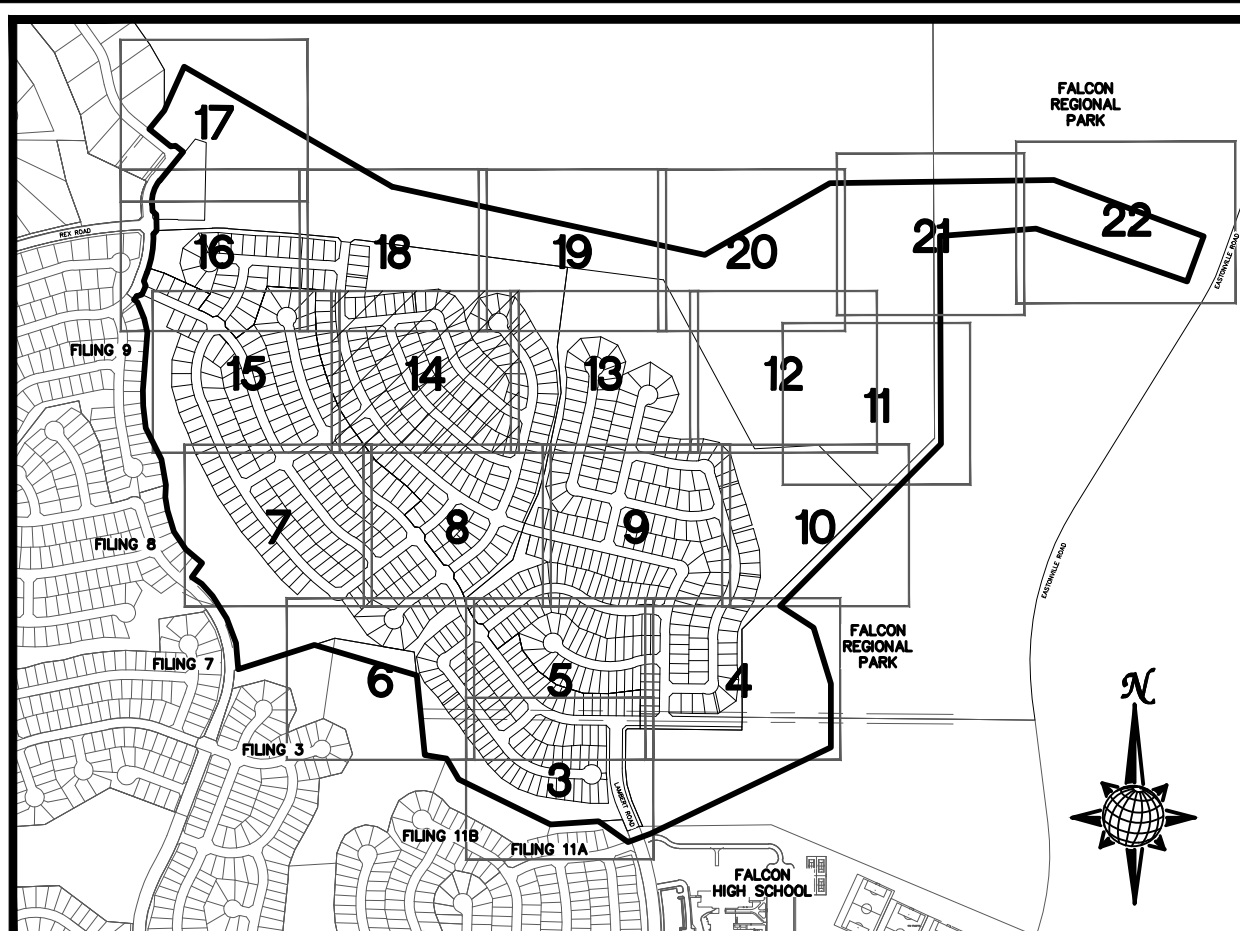 FALCON
REGIONAL
PARK
17
22
21
REX ROAD
16
18
19
20
EASTONVILLE ROAD
FILING 9
15
14
13
12
11
7
8
9
10
FILING 8
EASTONVILLE ROAD
FALCON
REGIONAL
PARK
FILING 7
6
5
4
N
FILING 3
3
LAMBERT ROAD
FILING 11B
FILING 11A
FALCON
HIGH SCHOOL